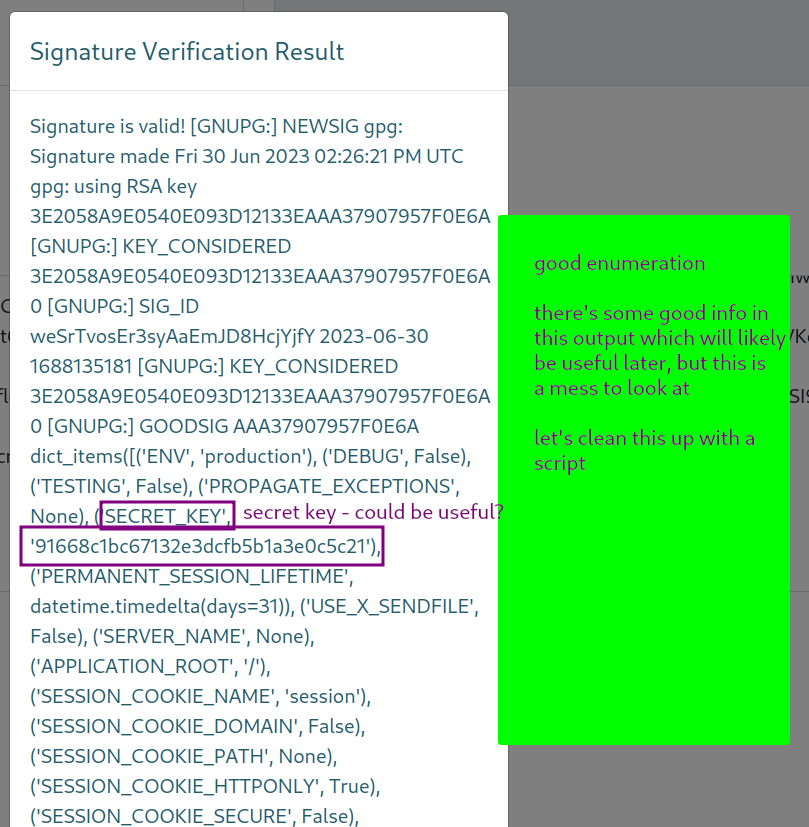 Signature Verification Result
Signature is valid! [GNUPG:] NEWSIG gpg:
Signature made Fri 30 Jun 2023 02:26:21 PM UTC
gpg: using RSA key
3E2058A9E0540E093D12133EAAA37907957F0E6A
[GNUPG:] KEY_CONSIDERED
3E2058A9E0540E093D12133EAAA37907957F0E6A
0 [GNUPG:] SIG_ID
weSrTvosEr3syAaEmJD8HcjYjfY 2023-06-30
1688135181 [GNUPG:] KEY_CONSIDERED
3E2058A9E0540E093D12133EAAA37907957F0E6A
0 [GNUPG:] GOODSIG AAA37907957F0E6A
dict_items([('ENV', 'production'), ('DEBUG', False),
('TESTING', False), ('PROPAGATE_EXCEPTIONS',
None), ('SECRET_KEY',
secret key - could be useful?
'91668c1bc67132e3dcfb5b1a3e0c5c21'),
('PERMANENT_SESSION_LIFETIME',
datetime.timedelta(days=31)), ('USE_X_SENDFILE',
False), ('SERVER_NAME', None),
('APPLICATION_ROOT', '/'),
('SESSION_COOKIE_NAME', 'session'),
('SESSION_COOKIE_DOMAIN', False),
('SESSION_COOKIE_PATH', None),
('SESSION_COOKIE_HTTPONLY', True),
('SESSION_COOKIE_SECURE', False),
good enumeration
there's some good info in
this output which will likely
be useful later, but this is
a mess to look at
let's clean this up with a
script